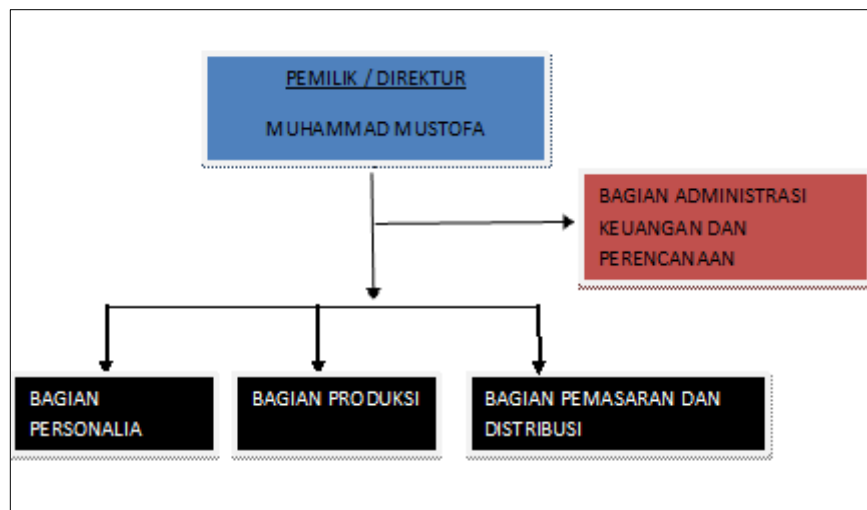 PEMILIK / DIREKTUR
MUHAMMAD MUSTOFA
BAGIAN ADMINISTRASI
KEUANGAN DAN
PERENCANAAN
BAGIAN
PERSONALIA
BAGIAN PRODUKSI
BAGIAN PEMASARAN DAN
DISTRIBUSI